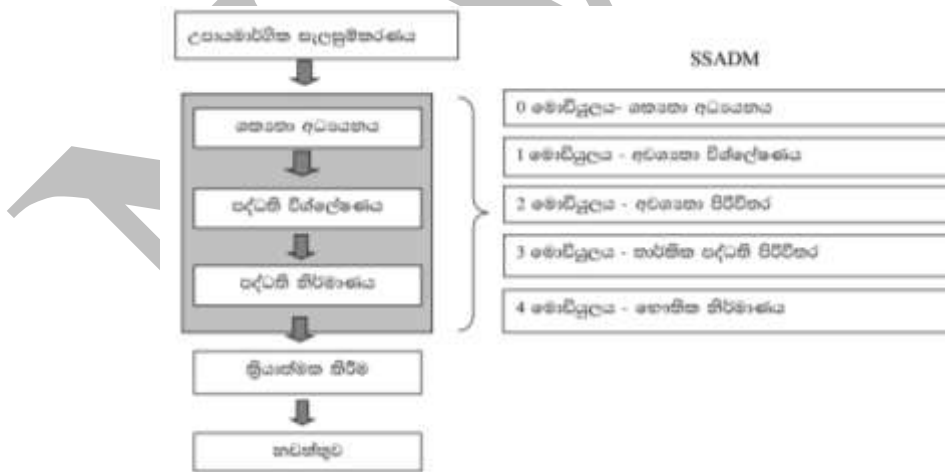 උපායමාර්ගික සැලසුම්කරණය
ශක්‍යතා අධ්‍යයනය
පද්ධති විශ්ලේෂණය
පද්ධති නිර්මාණය
ක්‍රියාත්මක කිරීම
නඩත්තුව
SSADM
0 මොඩියුලය- ශක්‍යතා අධ්‍යයනය
1 මොඩියුලය - අවශ්‍යතා විශ්ලේෂණය
2 මොඩියුලය - අවශ්‍යතා පිරිවිතර
3 මොඩියුලය - තාර්කික පද්ධති පිරිවිතර
4 මොඩියුලය - භෞතික නිර්මාණය